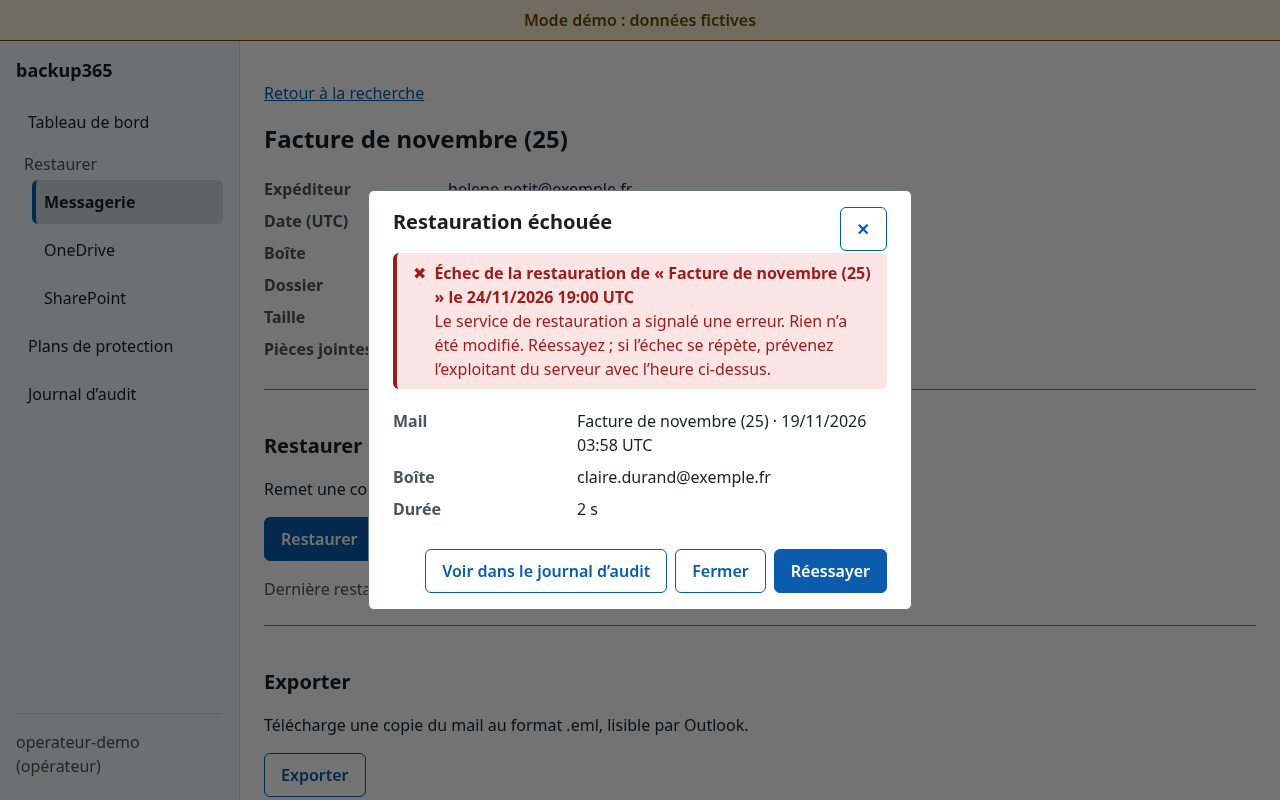 Mode démo : données fictives
backup365
Tableau de bord
Restaurer
Messagerie
OneDrive
SharePoint
Plans de protection
Journal d’audit
operateur-demo
(opérateur)
Retour à la recherche
Facture de novembre (25)
Expéditeur helene.petit@exemple.fr
Date (UTC)
Boîte
Dossier
Taille
Pièces jointes
Restaurer
Remet une co
Restaurer
Dernière resta
Exporter
Télécharge une copie du mail au format .eml, lisible par Outlook.
Exporter
Restauration échouée
×
✖ Échec de la restauration de « Facture de novembre (25)
» le 24/11/2026 19:00 UTC
Le service de restauration a signalé une erreur. Rien n’a
été modifié. Réessayez ; si l’échec se répète, prévenez
l’exploitant du serveur avec l’heure ci-dessus.
Mail Facture de novembre (25) · 19/11/2026
03:58 UTC
Boîte claire.durand@exemple.fr
Durée 2 s
Voir dans le journal d’audit Fermer Réessayer